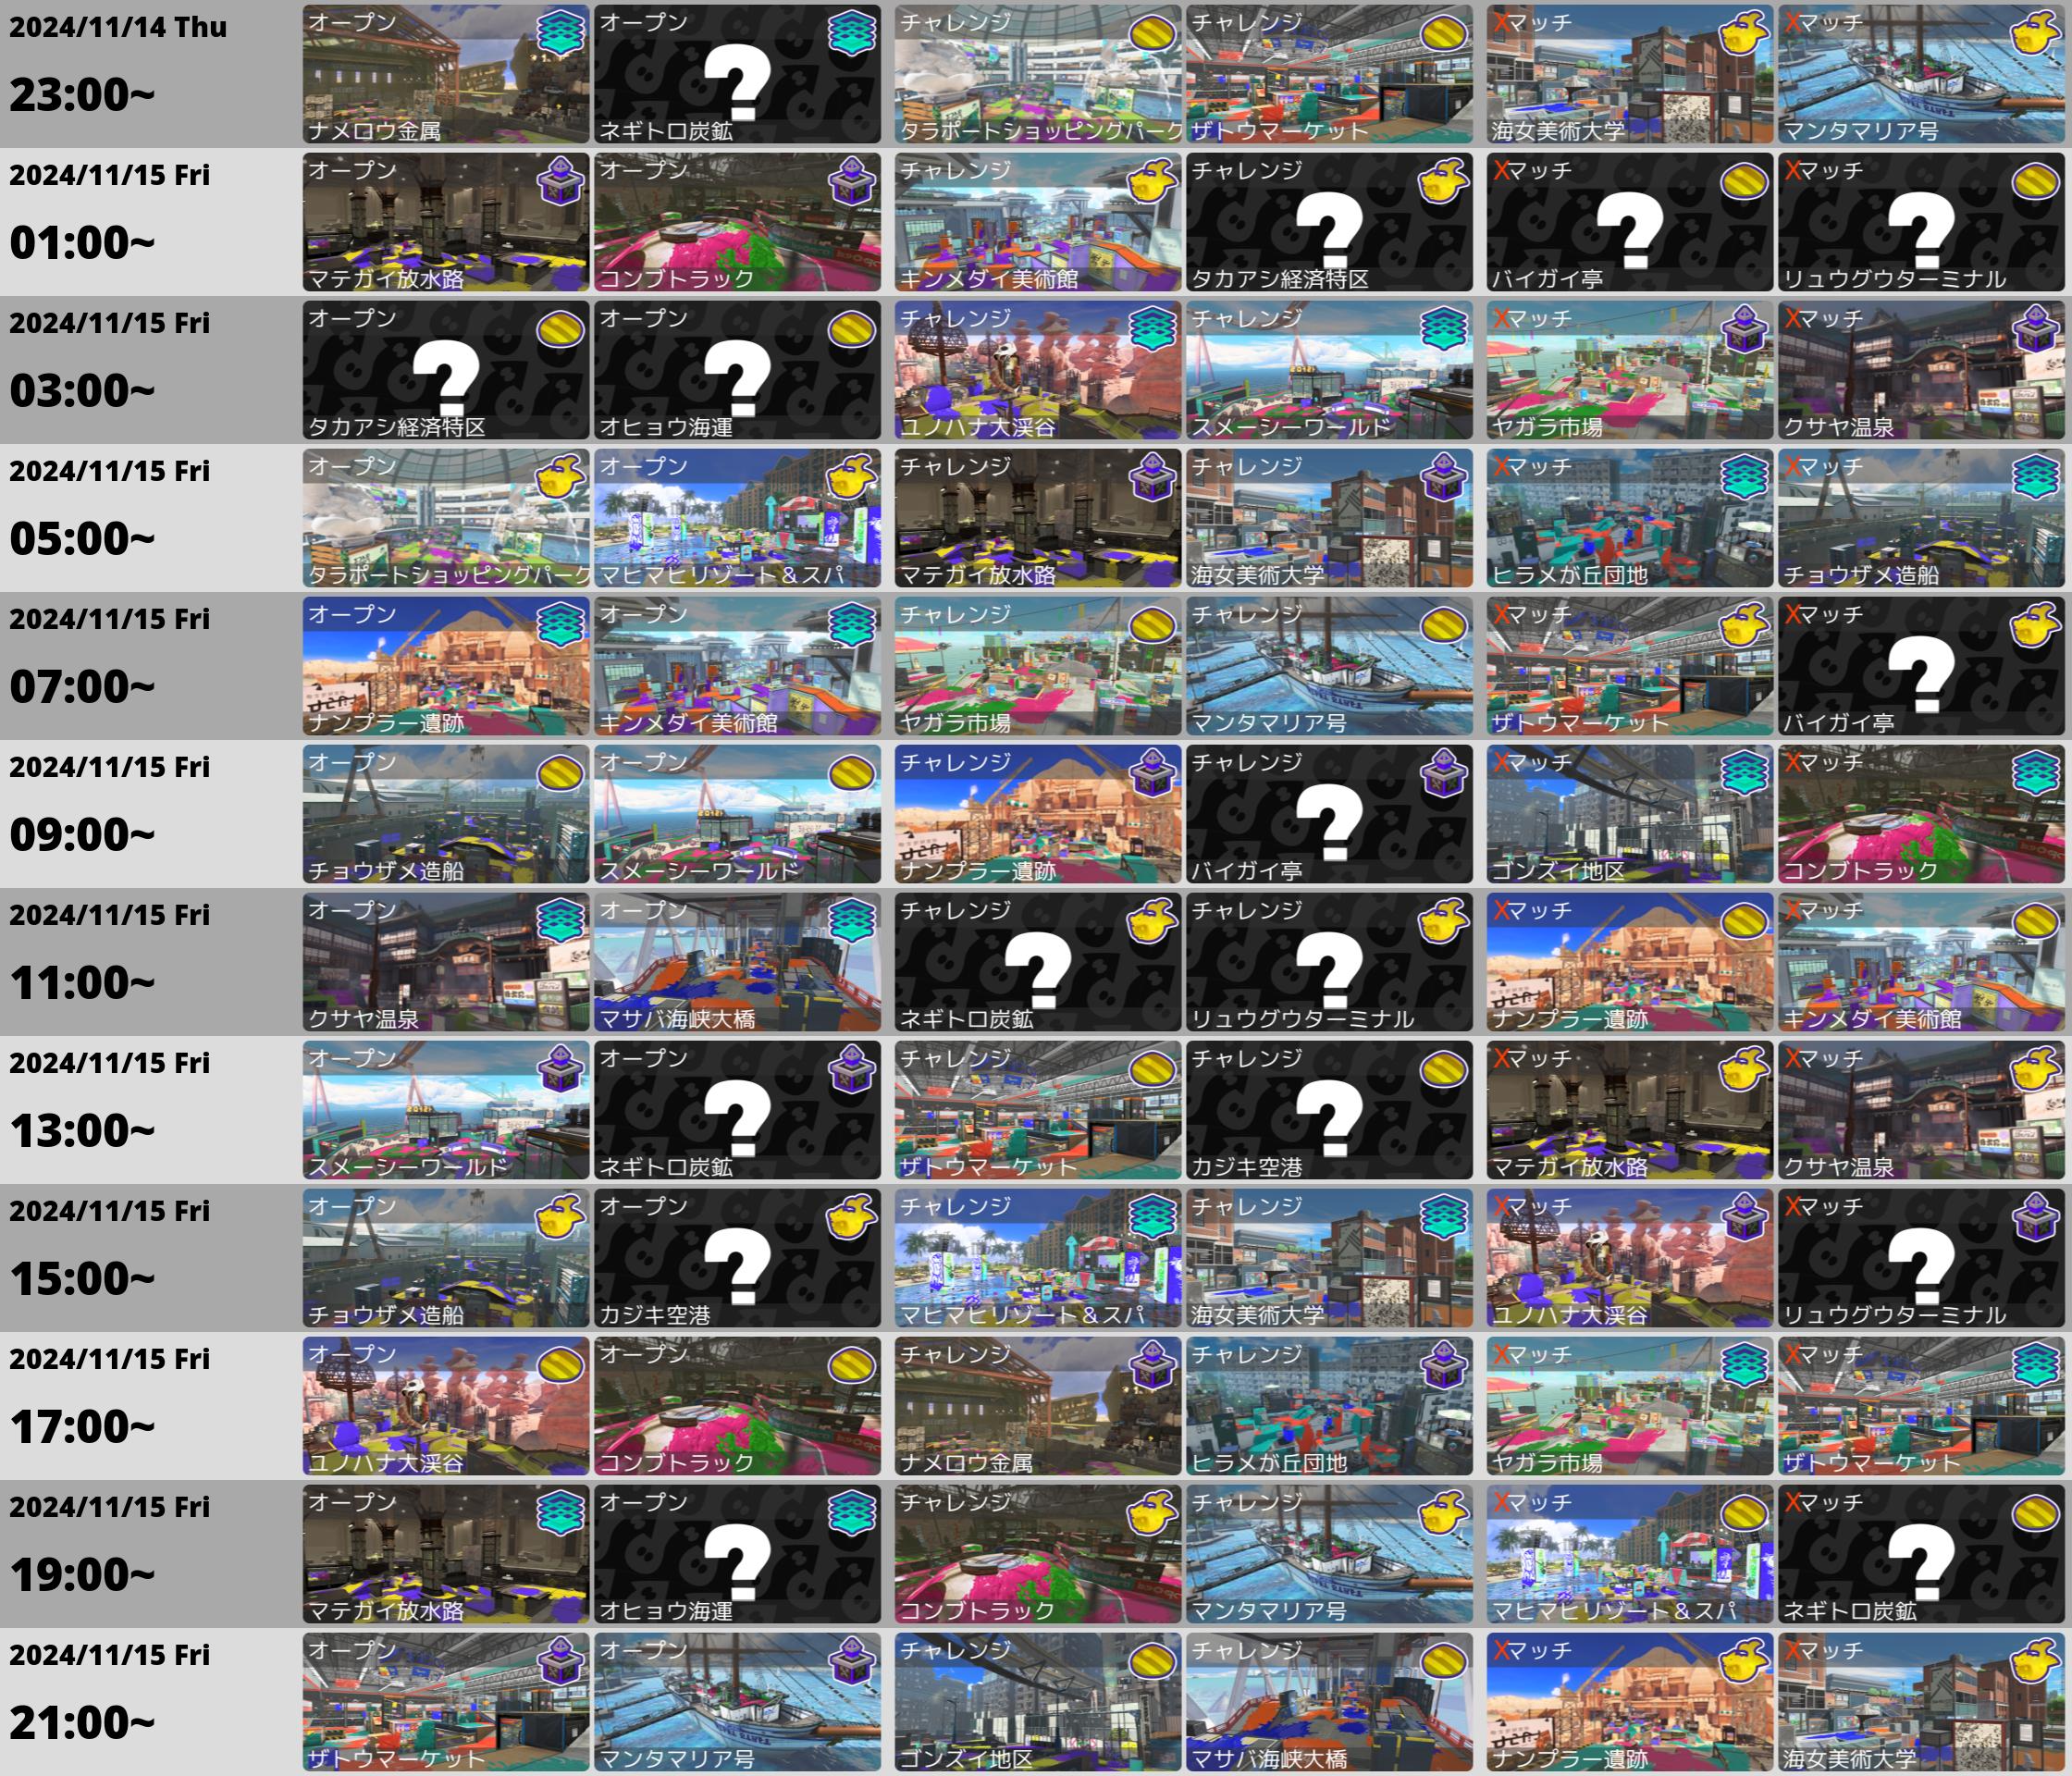 2024/11/14 Thu
23:00~
オープン
ナメロウ金属
オープン
ネギトロ炭鉱
チャレンジ
タラポートショッピングパーク
チャレンジ
ザトウマーケット
Xマッチ
海女美術大学
Xマッチ
マンタマリア号
2024/11/15 Fri
01:00~
オープン
マテガイ放水路
オープン
コンブトラック
チャレンジ
キンメダイ美術館
チャレンジ
タカアシ経済特区
Xマッチ
バイガイ亭
Xマッチ
リュウグウターミナル
2024/11/15 Fri
03:00~
オープン
タカアシ経済特区
オープン
オヒョウ海運
チャレンジ
ユノハナ大渓谷
チャレンジ
スメーシーワールド
Xマッチ
ヤガラ市場
Xマッチ
クサヤ温泉
2024/11/15 Fri
05:00~
オープン
タラポートショッピングパーク
オープン
マヒマヒリゾート＆スパ
チャレンジ
マテガイ放水路
チャレンジ
海女美術大学
Xマッチ
ヒラメが丘団地
Xマッチ
チョウザメ造船
2024/11/15 Fri
07:00~
オープン
ナンプラー遺跡
オープン
キンメダイ美術館
チャレンジ
ヤガラ市場
チャレンジ
マンタマリア号
Xマッチ
ザトウマーケット
Xマッチ
バイガイ亭
2024/11/15 Fri
09:00~
オープン
チョウザメ造船
オープン
スメーシーワールド
チャレンジ
ナンプラー遺跡
チャレンジ
バイガイ亭
Xマッチ
ゴンズイ地区
Xマッチ
コンブトラック
2024/11/15 Fri
11:00~
オープン
クサヤ温泉
オープン
マサバ海峡大橋
チャレンジ
ネギトロ炭鉱
チャレンジ
リュウグウターミナル
Xマッチ
ナンプラー遺跡
Xマッチ
キンメダイ美術館
2024/11/15 Fri
13:00~
オープン
スメーシーワールド
オープン
ネギトロ炭鉱
チャレンジ
ザトウマーケット
チャレンジ
カジキ空港
Xマッチ
マテガイ放水路
Xマッチ
クサヤ温泉
2024/11/15 Fri
15:00~
オープン
チョウザメ造船
オープン
カジキ空港
チャレンジ
マヒマヒリゾート＆スパ
チャレンジ
海女美術大学
Xマッチ
ユノハナ大渓谷
Xマッチ
リュウグウターミナル
2024/11/15 Fri
17:00~
オープン
ユノハナ大渓谷
オープン
コンブトラック
チャレンジ
ナメロウ金属
チャレンジ
ヒラメが丘団地
Xマッチ
ヤガラ市場
Xマッチ
ザトウマーケット
2024/11/15 Fri
19:00~
オープン
マテガイ放水路
オープン
オヒョウ海運
チャレンジ
コンブトラック
チャレンジ
マンタマリア号
Xマッチ
マヒマヒリゾート＆スパ
Xマッチ
ネギトロ炭鉱
2024/11/15 Fri
21:00~
オープン
ザトウマーケット
オープン
マンタマリア号
チャレンジ
ゴンズイ地区
チャレンジ
マサバ海峡大橋
Xマッチ
ナンプラー遺跡
Xマッチ
海女美術大学